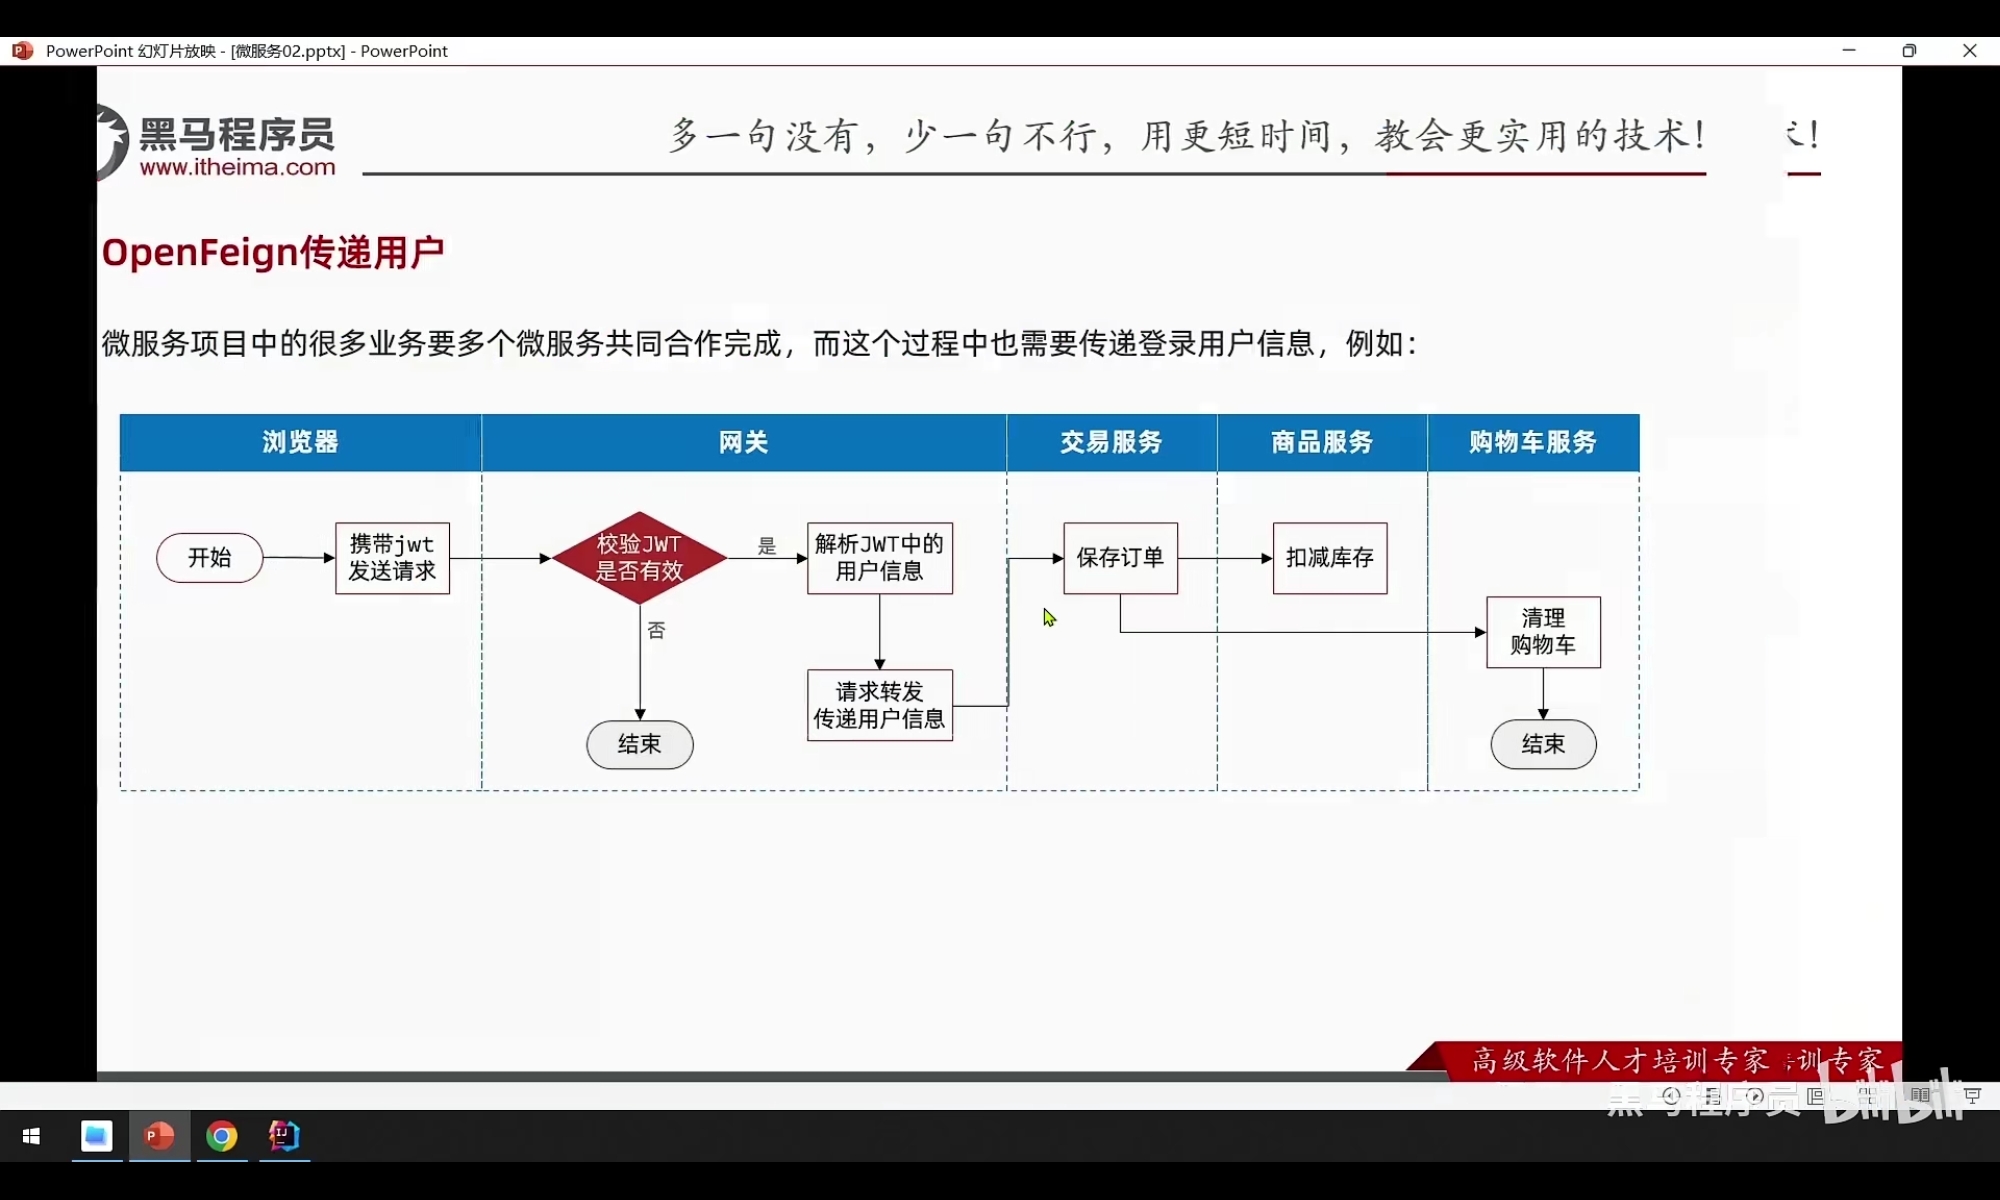 PowerPoint 幻灯片放映 - [微服务02.pptx] - PowerPoint
黑马程序员
www.itheima.com
多一句没有，少一句不行，用更短时间，教会更实用的技术！
OpenFeign传递用户
微服务项目中的很多业务要多个微服务共同合作完成，而这个过程中也需要传递登录用户信息，例如：
浏览器
网关
交易服务
商品服务
购物车服务
开始
携带jwt
发送请求
校验JWT
是否有效
是
解析JWT中的
用户信息
否
请求转发
传递用户信息
结束
保存订单
扣减库存
清理
购物车
结束
高级软件人才培训专家
训专家
黑马程序员
bilibili